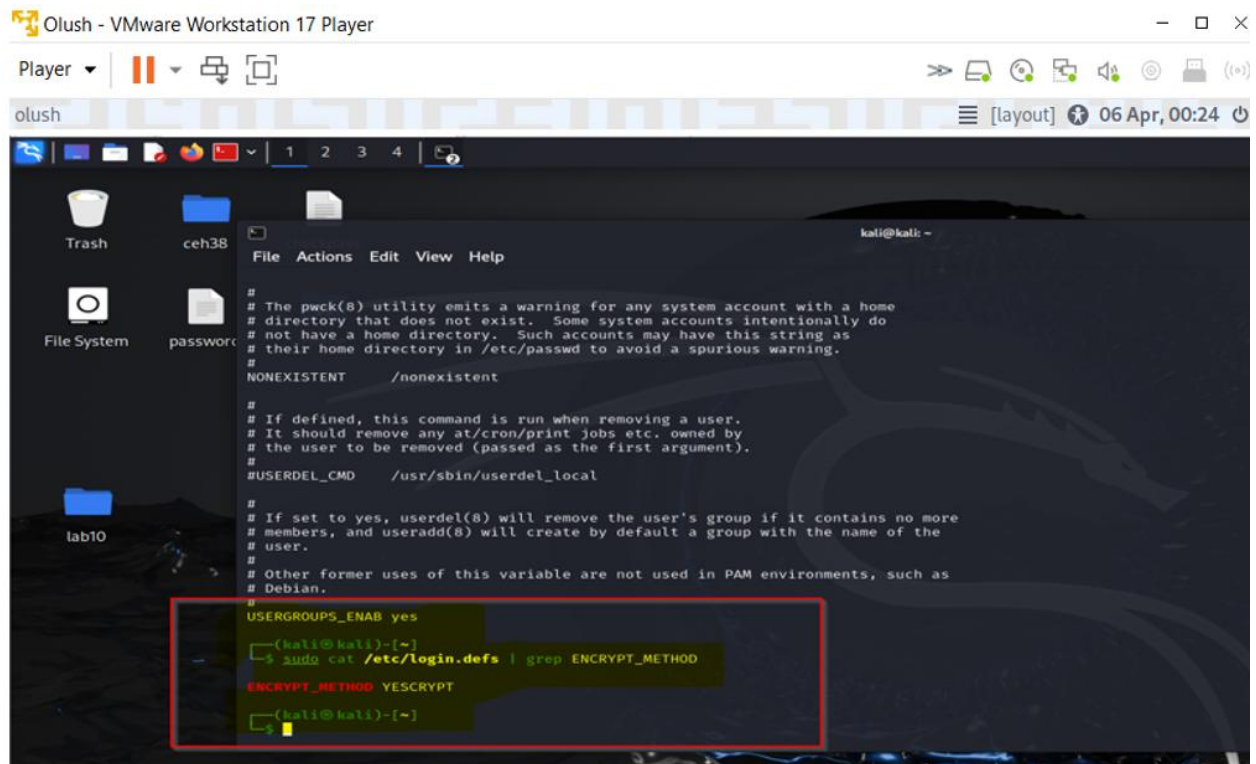 Olush - VMware Workstation 17 Player
Player
olush
[layout] 06 Apr, 00:24
1 2 3 4
2
Trash
ceh38
File System
password
lab10
kali@kali: ~
File Actions Edit View Help
#
# The pwck(8) utility emits a warning for any system account with a home
# directory that does not exist.  Some system accounts intentionally do
# not have a home directory.  Such accounts may have this string as
# their home directory in /etc/passwd to avoid a spurious warning.
#
NONEXISTENT     /nonexistent
#
# If defined, this command is run when removing a user.
# It should remove any at/cron/print jobs etc. owned by
# the user to be removed (passed as the first argument).
#
#USERDEL_CMD    /usr/sbin/userdel_local
#
# If set to yes, userdel(8) will remove the user's group if it contains no more
# members, and useradd(8) will create by default a group with the name of the
# user.
#
# Other former uses of this variable are not used in PAM environments, such as
# Debian.
#
USERGROUPS_ENAB yes
┌──(kali㉿kali)-[~]
└─$ sudo cat /etc/login.defs | grep ENCRYPT_METHOD
ENCRYPT_METHOD YESCRYPT
┌──(kali㉿kali)-[~]
└─$